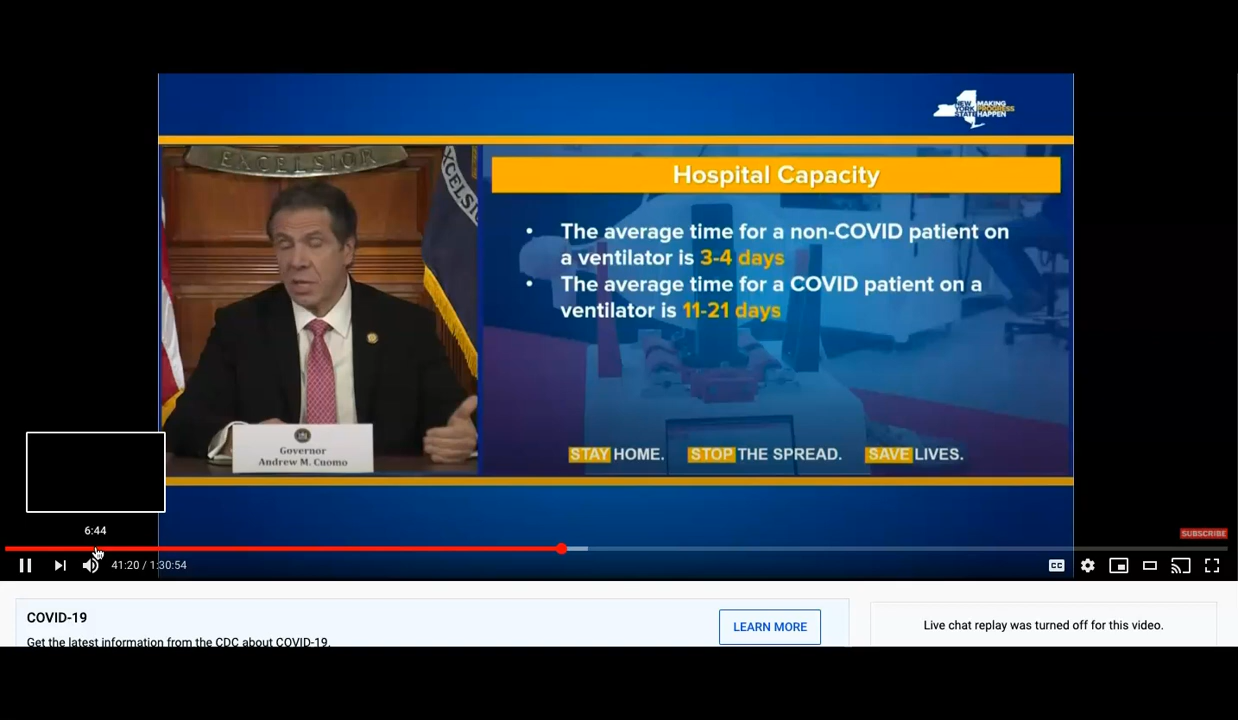 NEW YORK STATE
MAKING PROGRESS HAPPEN
EXCELSIOR
EXCELSI
Hospital Capacity
• The average time for a non-COVID patient on
a ventilator is 3-4 days
• The average time for a COVID patient on a
ventilator is 11-21 days
Governor
Andrew M. Cuomo
STAY HOME. STOP THE SPREAD. SAVE LIVES.
6:44
SUBSCRIBE
41:20 / 1:30:54
CC
COVID-19
Get the latest information from the CDC about COVID-19.
LEARN MORE
Live chat replay was turned off for this video.